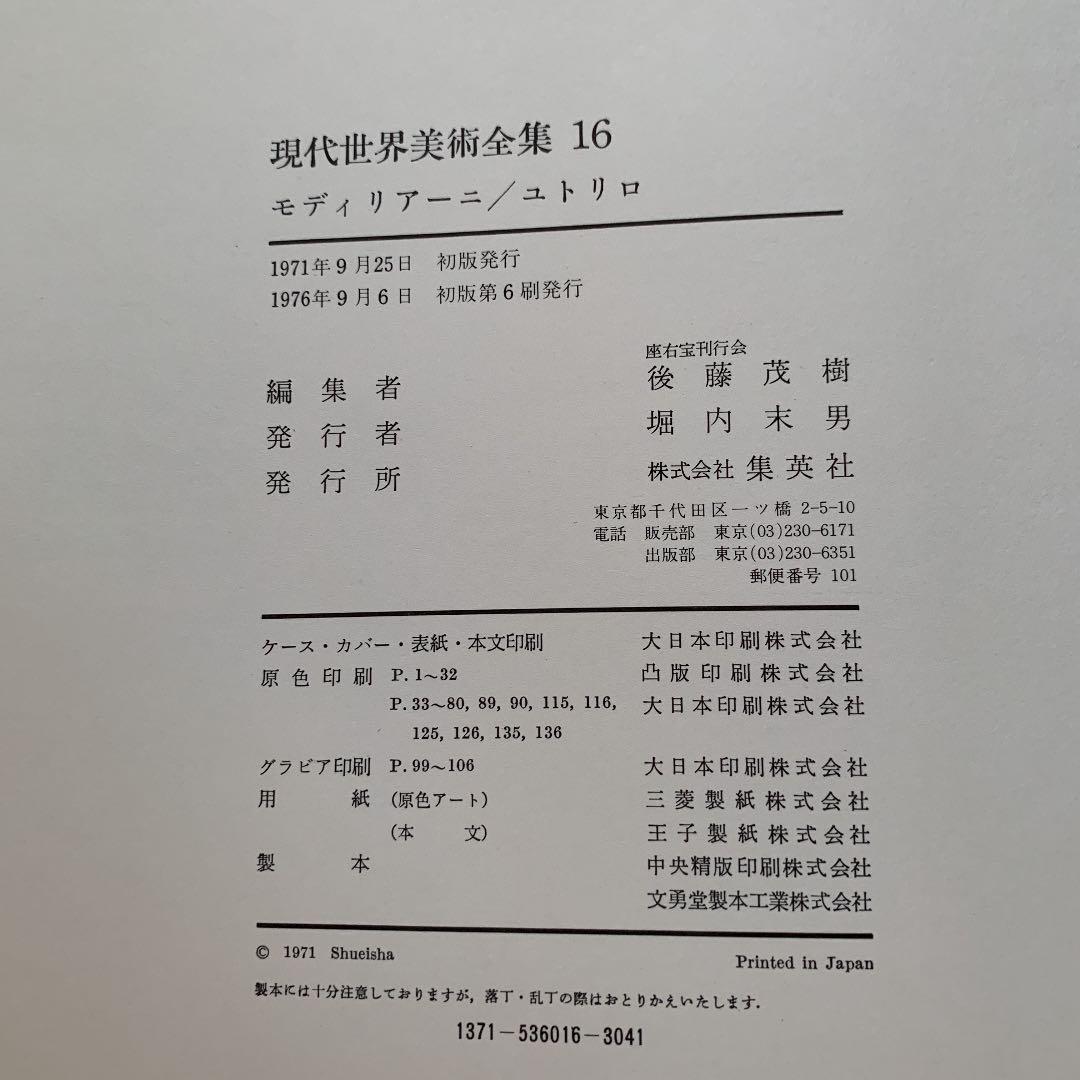 現代世界美術全集 16
モディリアーニ／ユトリロ
1971年9月25日 初版発行
1976年9月6日 初版第6刷発行
座右宝刊行会
編集者 後藤茂樹
発行者 堀内末男
発行所 株式会社 集英社
東京都千代田区一ツ橋 2-5-10
電話 販売部 東京(03)230-6171
出版部 東京(03)230-6351
郵便番号 101
ケース・カバー・表紙・本文印刷 大日本印刷株式会社
原色印刷 P. 1〜32 凸版印刷株式会社
P. 33〜80, 89, 90, 115, 116, 大日本印刷株式会社
125, 126, 135, 136
グラビア印刷 P. 99〜106 大日本印刷株式会社
用紙 (原色アート) 三菱製紙株式会社
(本文) 王子製紙株式会社
製本 中央精版印刷株式会社
文勇堂製本工業株式会社
© 1971 Shueisha Printed in Japan
製本には十分注意しておりますが，落丁・乱丁の際はおとりかえいたします．
1371-536016-3041